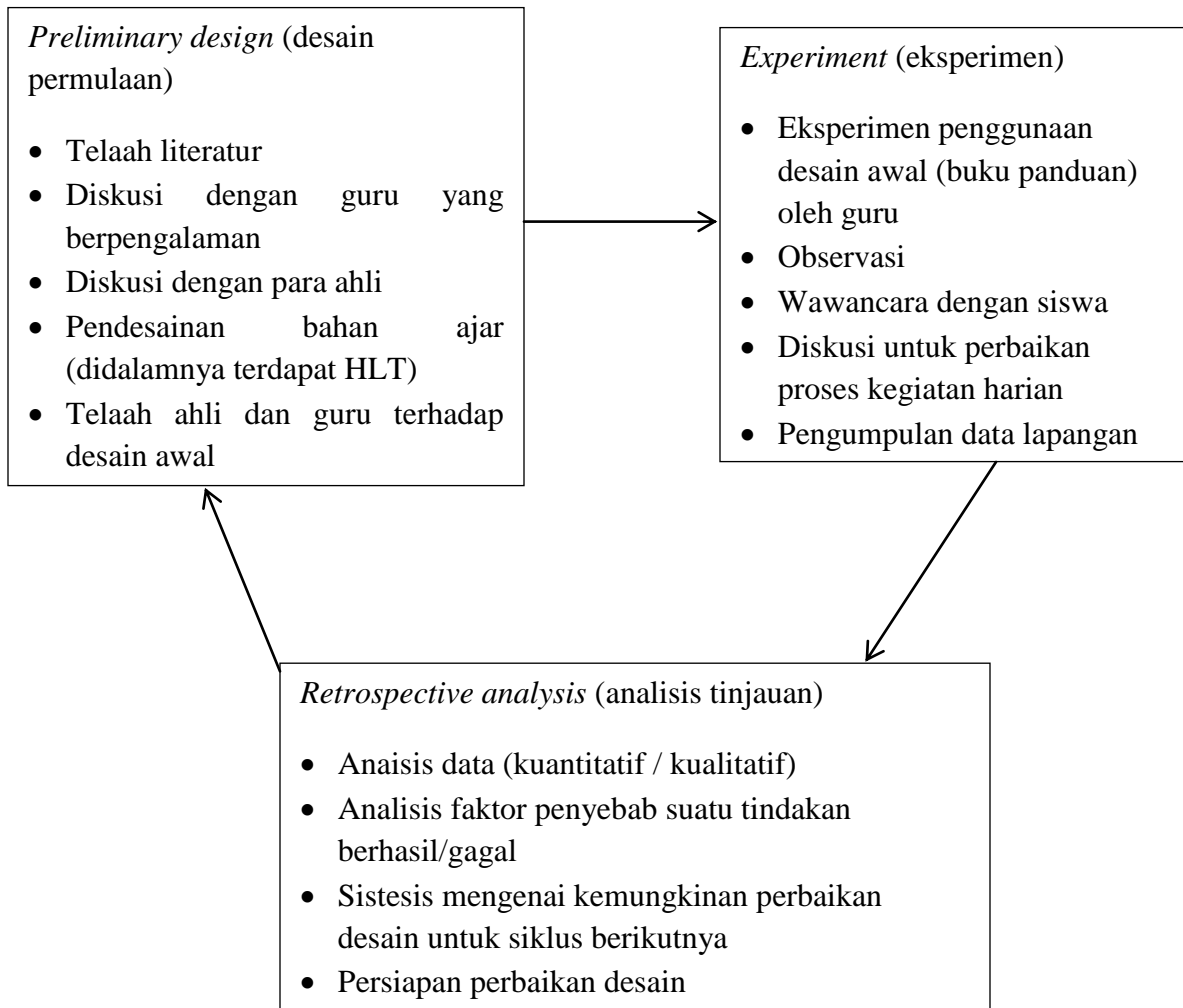 Preliminary design (desain
permulaan)
• Telaah literatur
• Diskusi dengan guru yang
berpengalaman
• Diskusi dengan para ahli
• Pendesainan bahan ajar
(didalamnya terdapat HLT)
• Telaah ahli dan guru terhadap
desain awal
Experiment (eksperimen)
• Eksperimen penggunaan
desain awal (buku panduan)
oleh guru
• Observasi
• Wawancara dengan siswa
• Diskusi untuk perbaikan
proses kegiatan harian
• Pengumpulan data lapangan
Retrospective analysis (analisis tinjauan)
• Anaisis data (kuantitatif / kualitatif)
• Analisis faktor penyebab suatu tindakan
berhasil/gagal
• Sistesis mengenai kemungkinan perbaikan
desain untuk siklus berikutnya
• Persiapan perbaikan desain